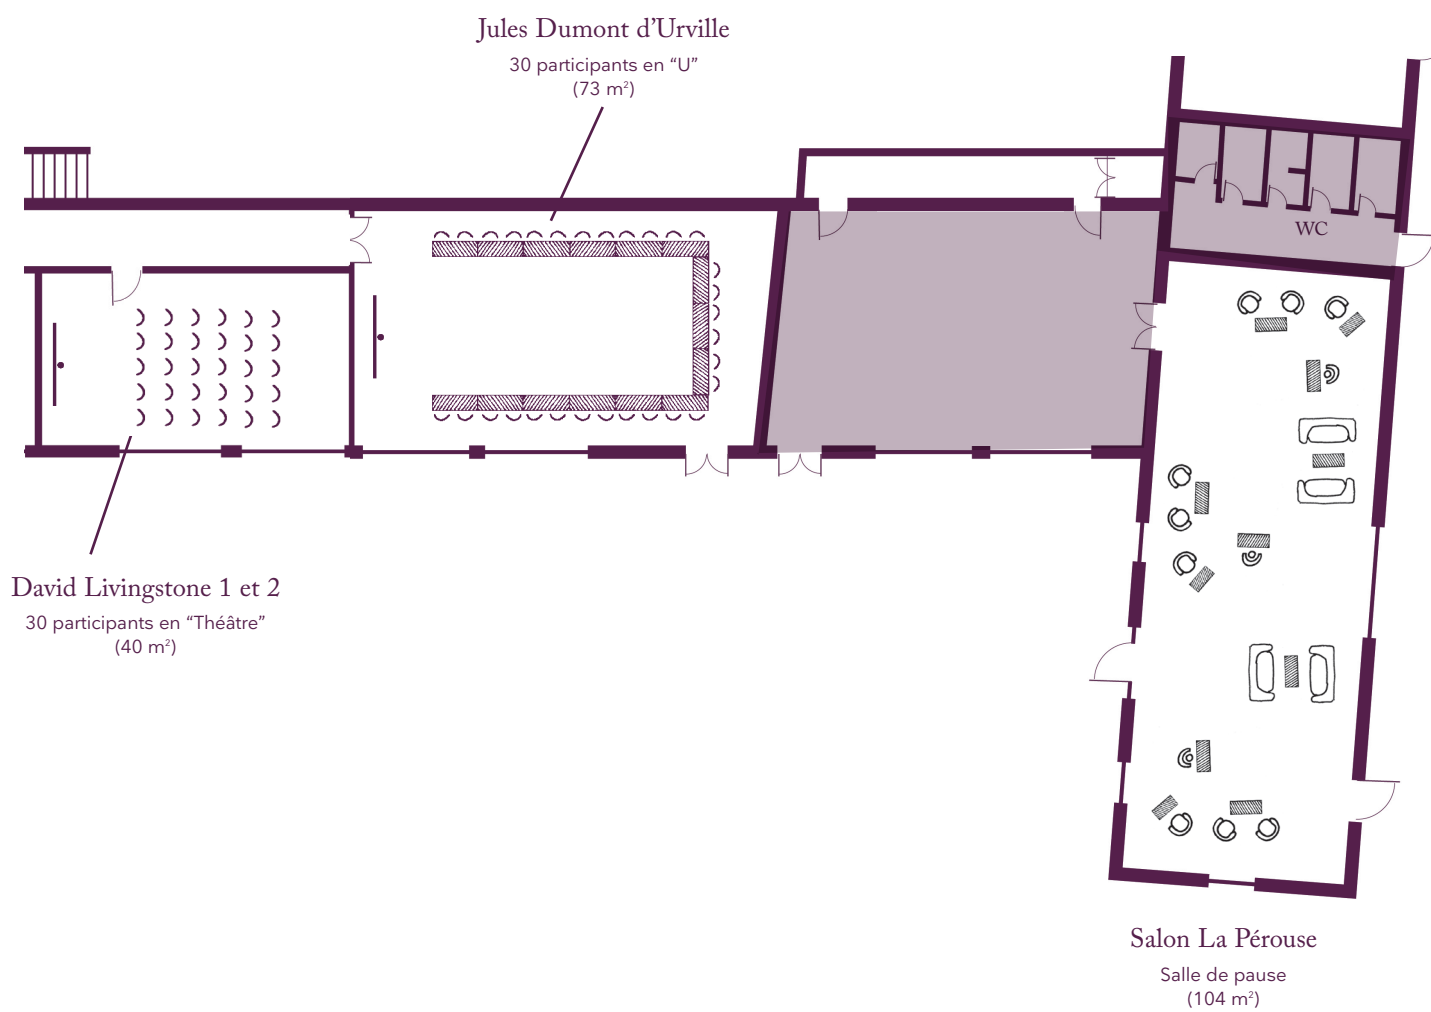 Jules Dumont d’Urville
30 participants en “U”
(73 m²)
WC
David Livingstone 1 et 2
30 participants en “Théâtre”
(40 m²)
Salon La Pérouse
Salle de pause
(104 m²)